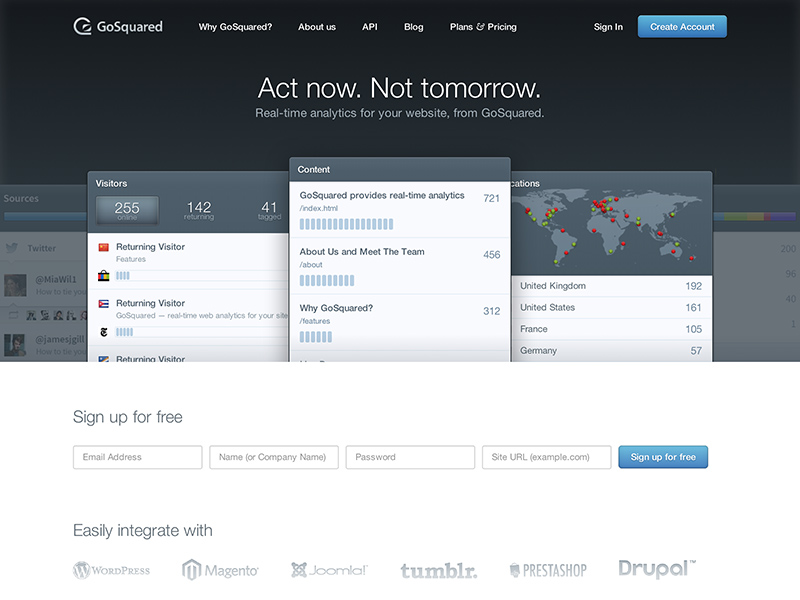 GoSquared
Why GoSquared? About us API Blog Plans & Pricing
Sign In Create Account
Act now. Not tomorrow.
Real-time analytics for your website, from GoSquared.
Sources
Twitter
@MiaWil1
How to tie you
@jamesjgill
How to tie you
Visitors
255 142 41
online returning tagged
Returning Visitor
Features
Returning Visitor
GoSquared — real-time web analytics for your site
Returning Visitor
Content
GoSquared provides real-time analytics 721
/index.html
About Us and Meet The Team 456
/about
Why GoSquared? 312
/features
cations
United Kingdom 192
United States 161
France 105
Germany 57
200
96
40
1
Sign up for free
Email Address Name (or Company Name) Password Site URL (example.com) Sign up for free
Easily integrate with
WordPress Magento Joomla! tumblr. PRESTASHOP Drupal™